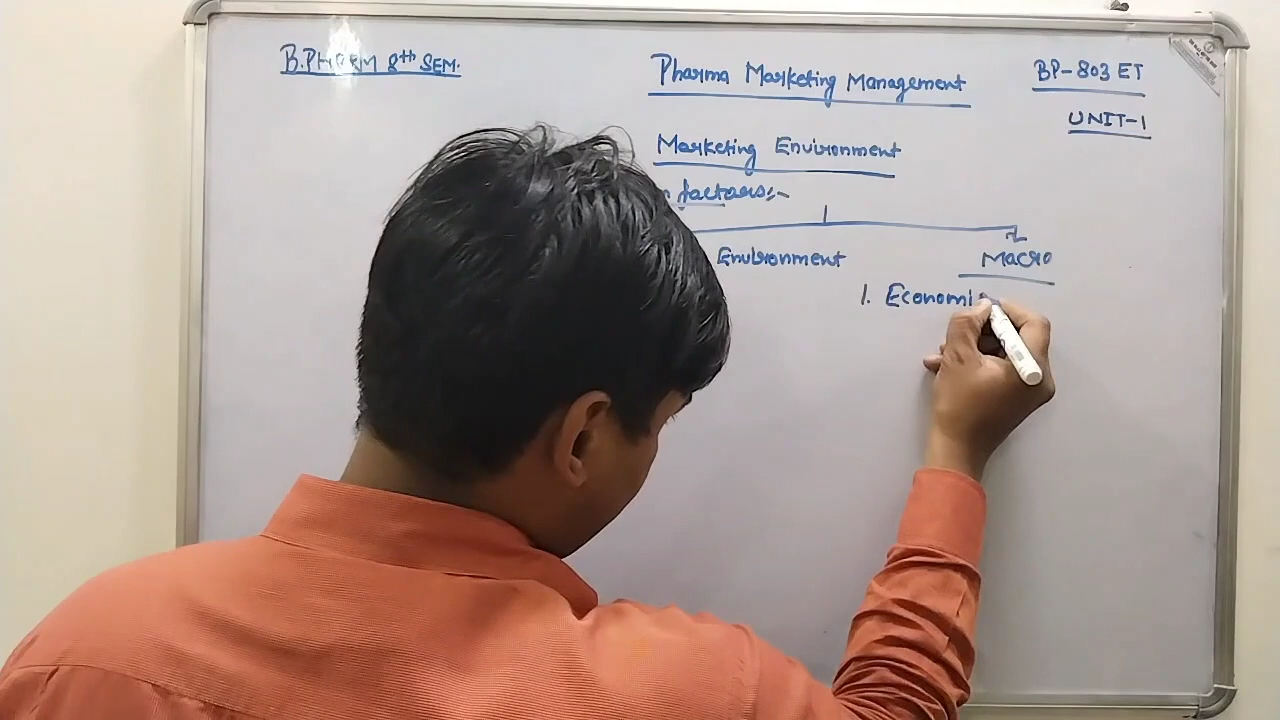 B.PHARM 8th SEM.
Pharma Marketing Management
BP-803 ET
UNIT-1
Marketing Environment
factors:-
Environment
Macro
1. Economi